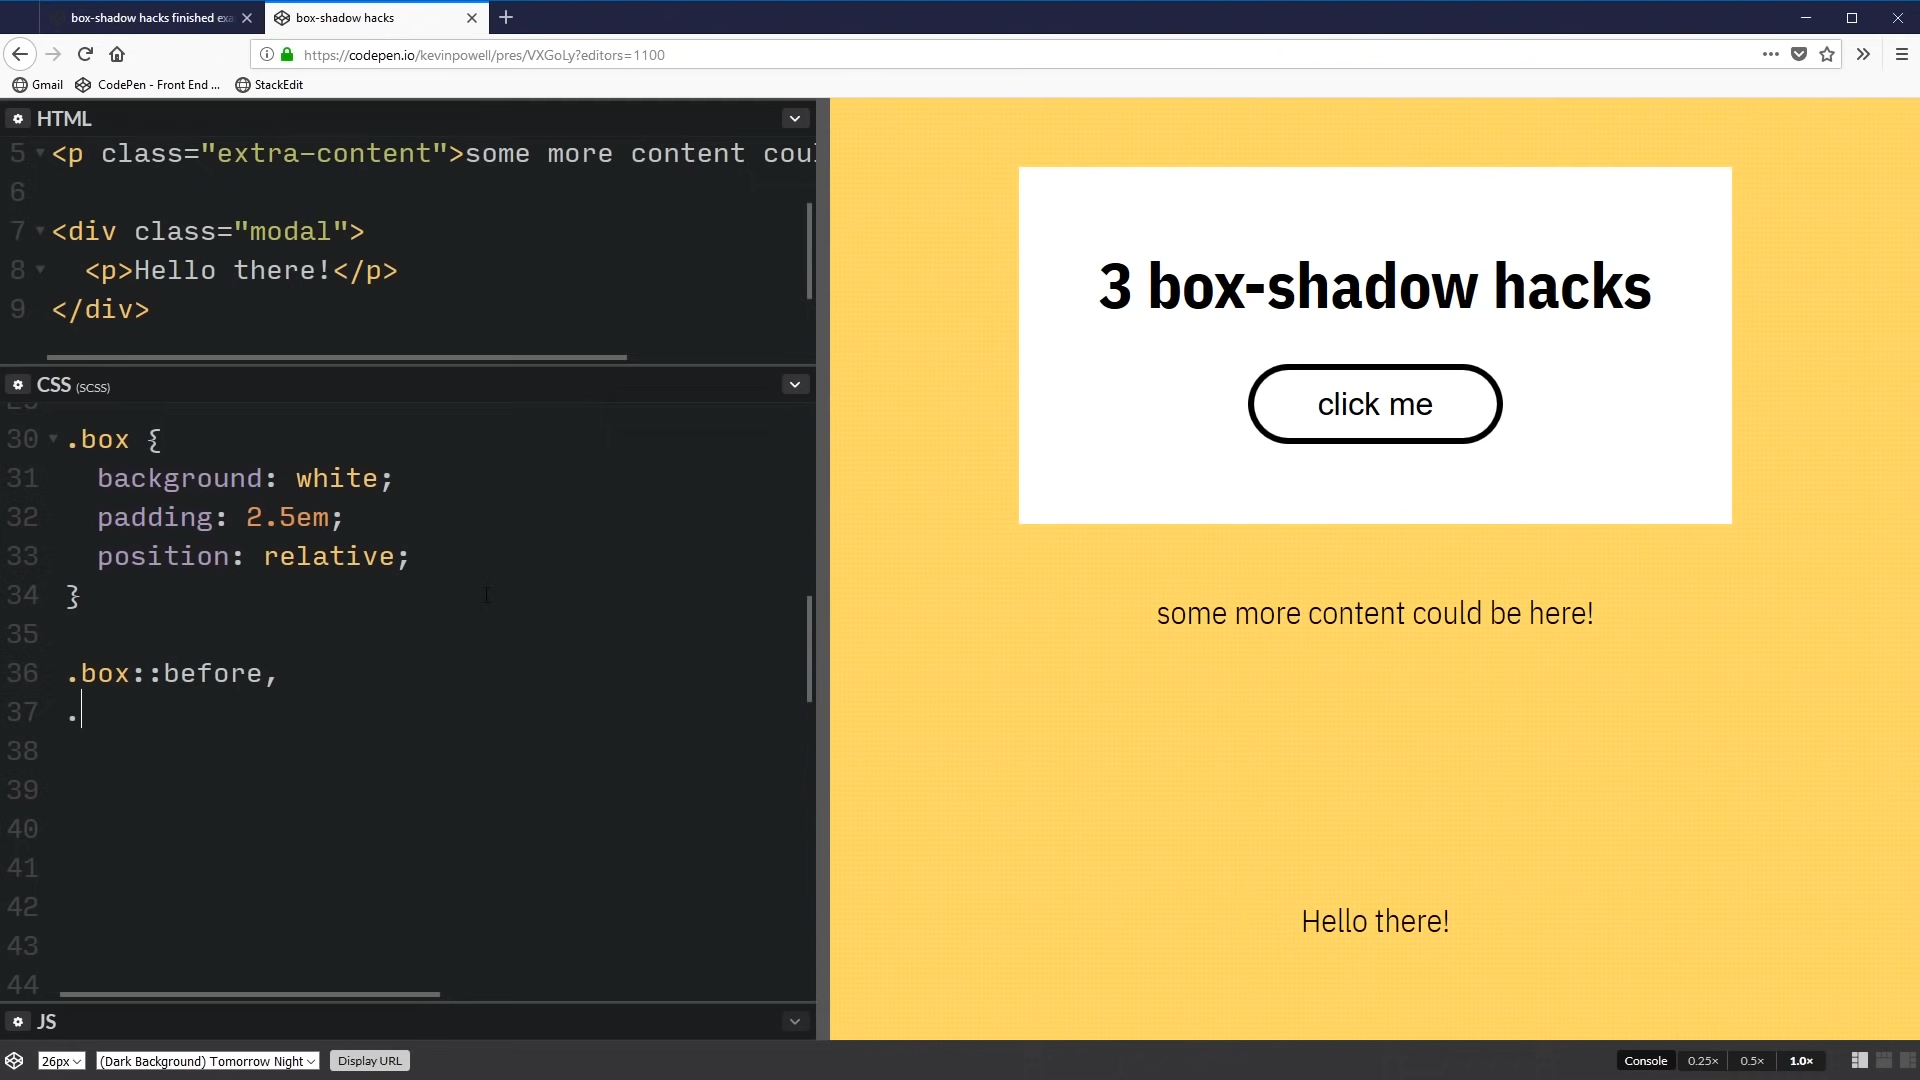 box-shadow hacks finished exa
box-shadow hacks
https://codepen.io/kevinpowell/pres/VXGoLy?editors=1100
Gmail
CodePen - Front End ...
StackEdit
HTML
5 <p class="extra-content">some more content cou
6
7 <div class="modal">
8 <p>Hello there!</p>
9 </div>
CSS (SCSS)
30 .box {
31 background: white;
32 padding: 2.5em;
33 position: relative;
34 }
35
36 .box::before,
37 .
38
39
40
41
42
43
44
JS
3 box-shadow hacks
click me
some more content could be here!
Hello there!
26px
(Dark Background) Tomorrow Night
Display URL
Console
0.25×
0.5×
1.0×